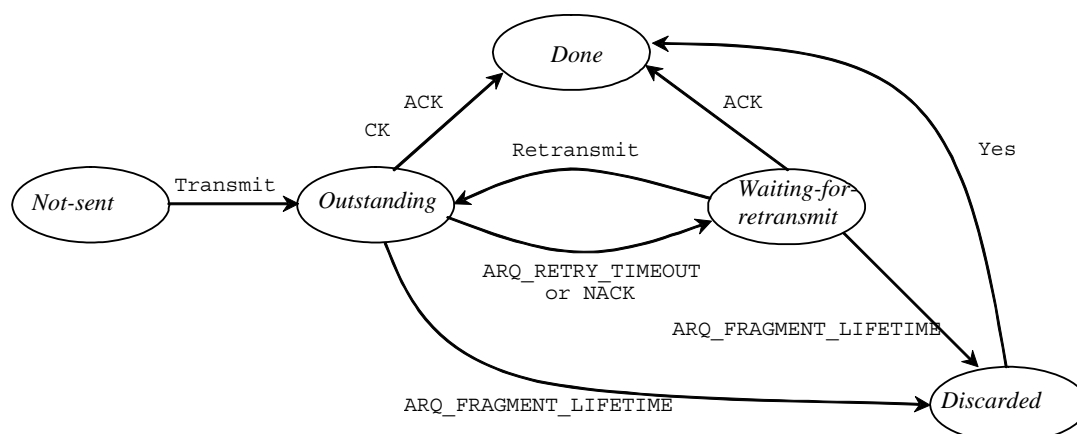 Done
ACK
CK
ACK
Retransmit
Yes
Transmit
Not-sent
Outstanding
Waiting-for-
retransmit
ARQ_RETRY_TIMEOUT
or NACK
ARQ_FRAGMENT_LIFETIME
ARQ_FRAGMENT_LIFETIME
Discarded